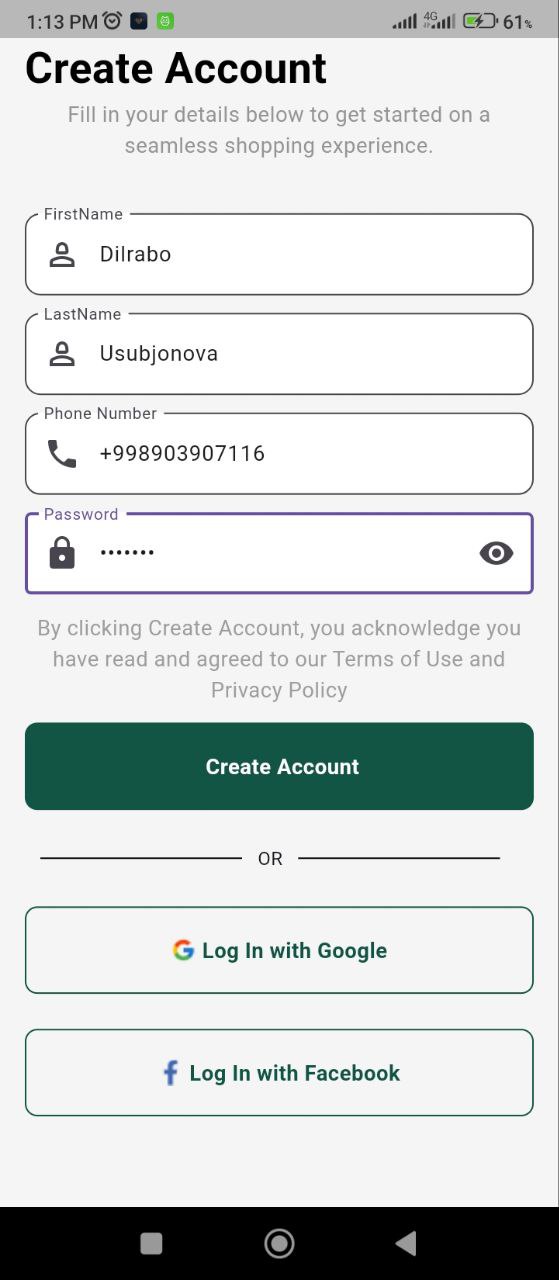 1:13 PM 4G 61%
Create Account
Fill in your details below to get started on a
seamless shopping experience.
FirstName
Dilrabo
LastName
Usubjonova
Phone Number
+998903907116
Password
•••••••
By clicking Create Account, you acknowledge you
have read and agreed to our Terms of Use and
Privacy Policy
Create Account
OR
Log In with Google
Log In with Facebook